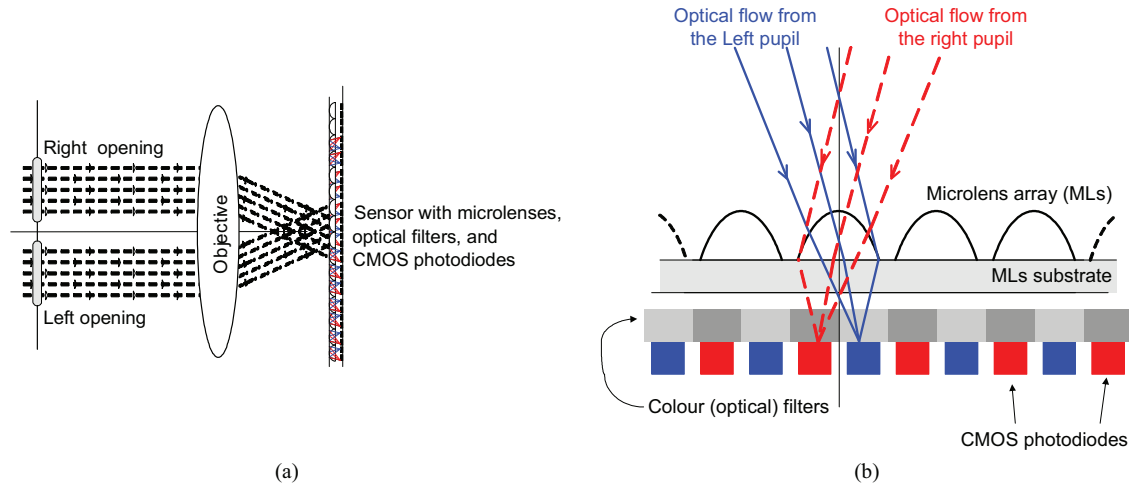 Right opening
Objective
Left opening
Sensor with microlenses,
optical filters, and
CMOS photodiodes
(a)
Optical flow from
the Left pupil
Optical flow from
the right pupil
Microlens array (MLs)
MLs substrate
Colour (optical) filters
CMOS photodiodes
(b)